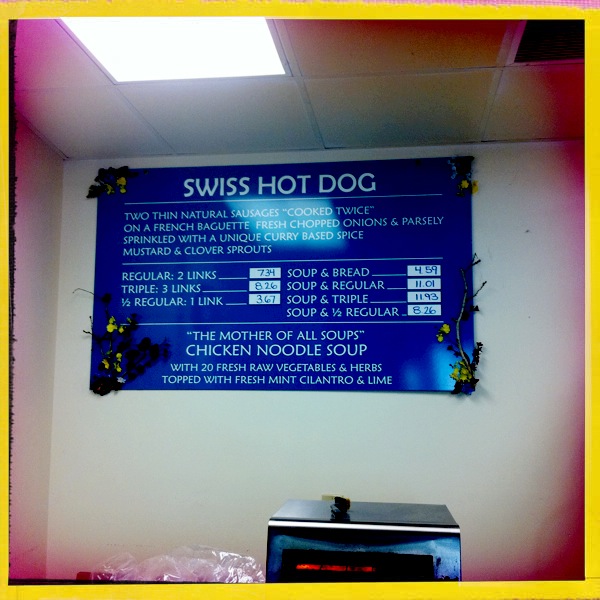 SWISS HOT DOG
TWO THIN NATURAL SAUSAGES "COOKED TWICE"
ON A FRENCH BAGUETTE FRESH CHOPPED ONIONS & PARSELY
SPRINKLED WITH A UNIQUE CURRY BASED SPICE
MUSTARD & CLOVER SPROUTS
REGULAR: 2 LINKS 7.34
TRIPLE: 3 LINKS 8.26
½ REGULAR: 1 LINK 3.67
SOUP & BREAD 4.59
SOUP & REGULAR 11.01
SOUP & TRIPLE 11.93
SOUP & ½ REGULAR 8.26
"THE MOTHER OF ALL SOUPS"
CHICKEN NOODLE SOUP
WITH 20 FRESH RAW VEGETABLES & HERBS
TOPPED WITH FRESH MINT CILANTRO & LIME